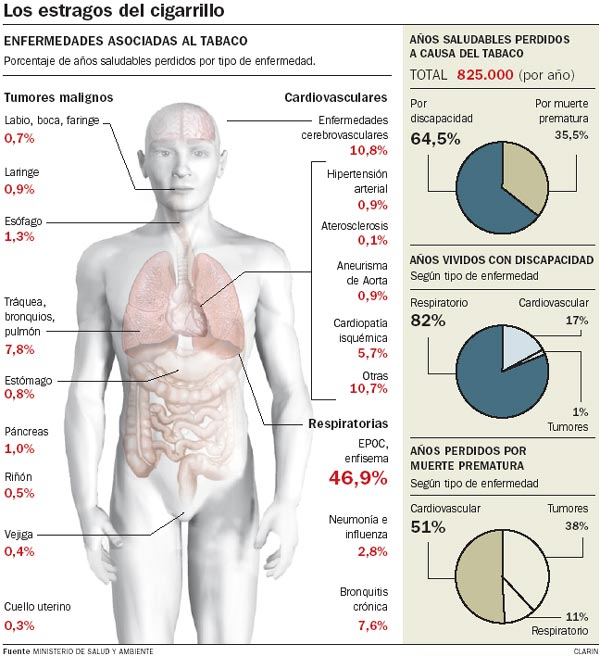 Los estragos del cigarrillo
ENFERMEDADES ASOCIADAS AL TABACO
Porcentaje de años saludables perdidos por tipo de enfermedad.
Tumores malignos
Labio, boca, faringe
0,7%
Laringe
0,9%
Esófago
1,3%
Tráquea,
bronquios,
pulmón
7,8%
Estómago
0,8%
Páncreas
1,0%
Riñón
0,5%
Vejiga
0,4%
Cuello uterino
0,3%
Cardiovasculares
Enfermedades
cerebrovasculares
10,8%
Hipertensión
arterial
0,9%
Aterosclerosis
0,1%
Aneurisma
de Aorta
0,9%
Cardiopatía
isquémica
5,7%
Otras
10,7%
Respiratorias
EPOC,
enfisema
46,9%
Neumonía e
influenza
2,8%
Bronquitis
crónica
7,6%
AÑOS SALUDABLES PERDIDOS
A CAUSA DEL TABACO
TOTAL 825.000 (por año)
Por
discapacidad
64,5%
Por muerte
prematura
35,5%
AÑOS VIVIDOS CON DISCAPACIDAD
Según tipo de enfermedad
Respiratorio
82%
Cardiovascular
17%
1%
Tumores
AÑOS PERDIDOS POR
MUERTE PREMATURA
Según tipo de enfermedad
Cardiovascular
51%
Tumores
38%
11%
Respiratorio
Fuente MINISTERIO DE SALUD Y AMBIENTE
CLARIN